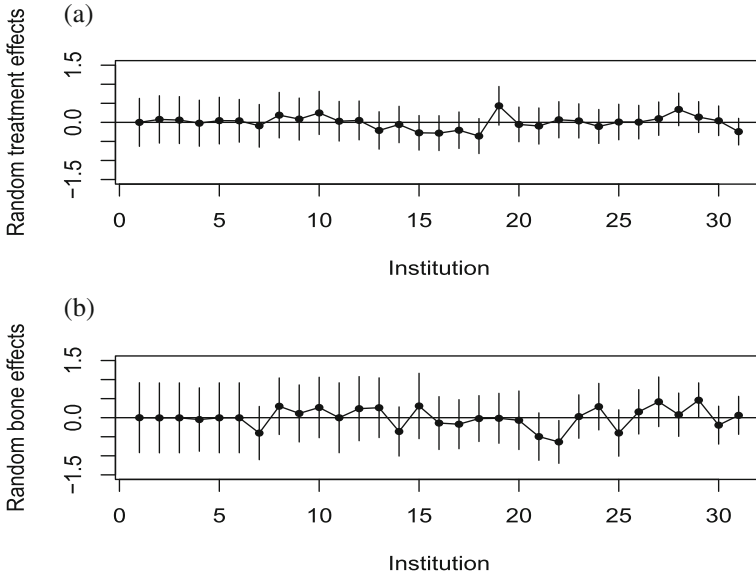 (a)
Random treatment effects
1.5
0.0
−1.5
0 5 10 15 20 25 30
Institution
(b)
Random bone effects
1.5
0.0
−1.5
0 5 10 15 20 25 30
Institution